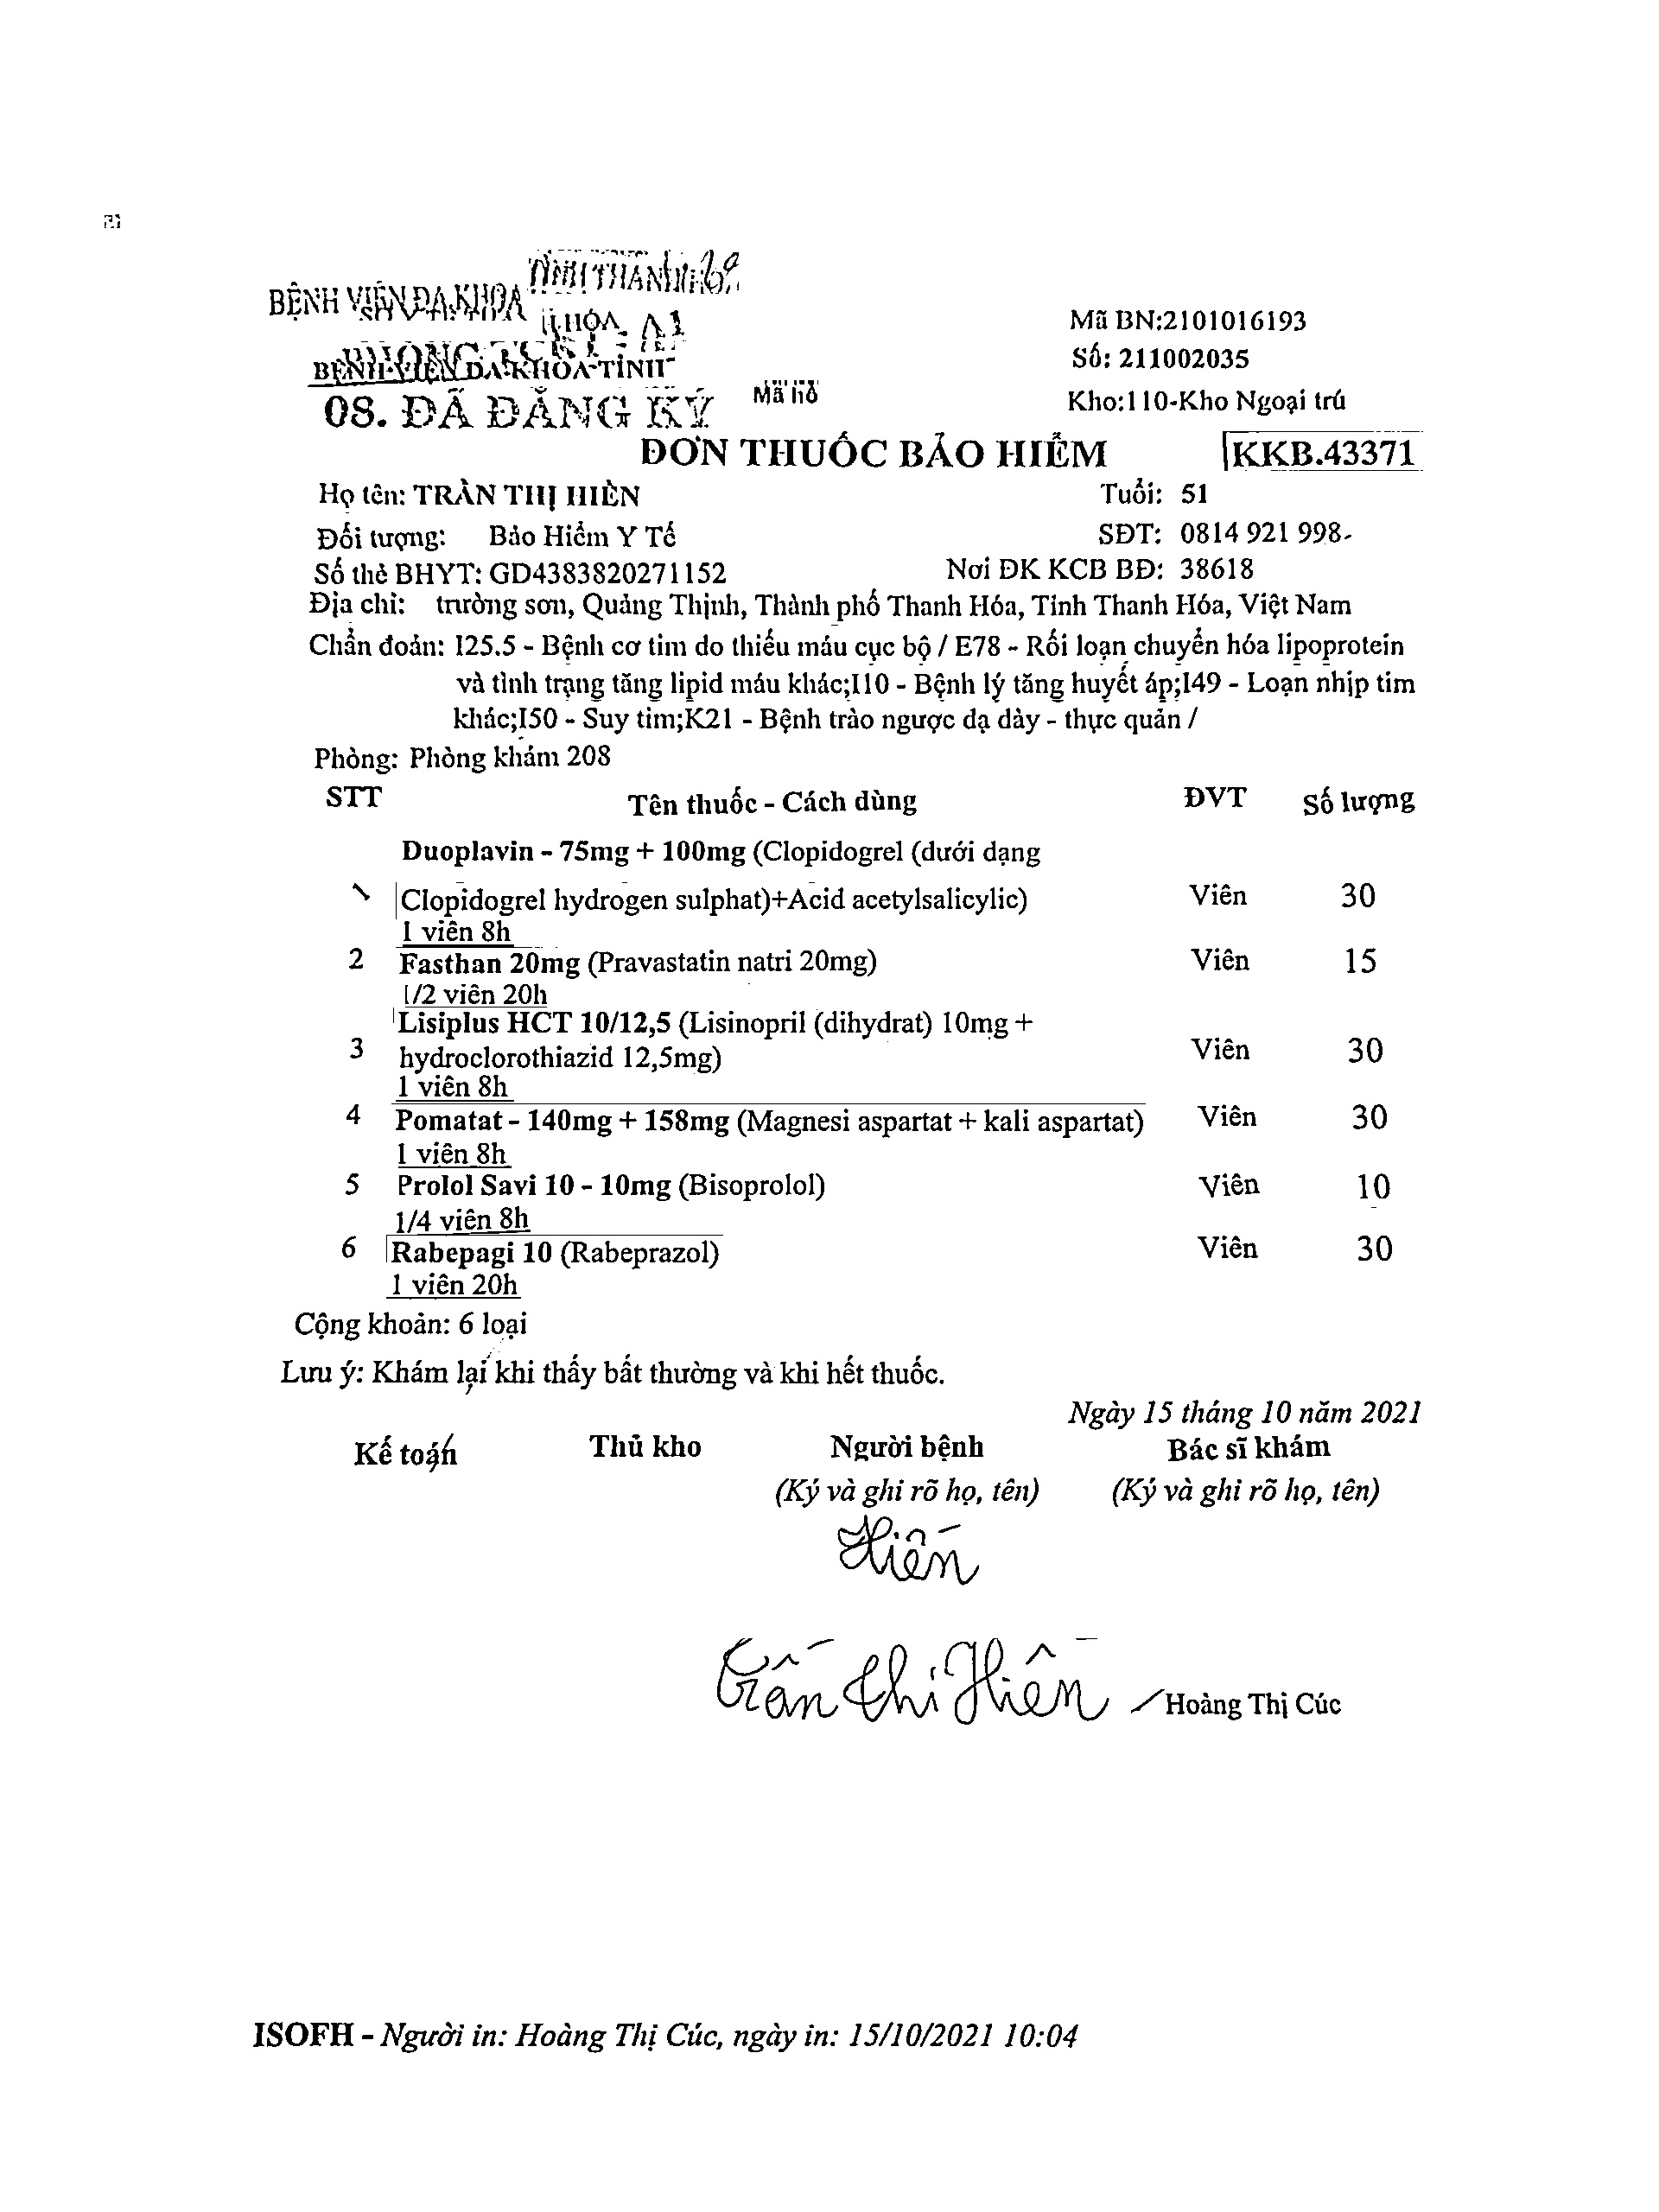 BỆNH VIỆN ĐA KHOA
BỆNH VIỆN ĐA KHOA TỈNH
08. ĐÃ ĐĂNG KÝ
Mã BN:2101016193
Số: 211002035
Kho:110-Kho Ngoại trú
ĐƠN THUỐC BẢO HIỂM KKB.43371
Họ tên: TRẦN THỊ HIỀN Tuổi: 51
Đối tượng: Bảo Hiểm Y Tế SĐT: 0814 921 998
Số thẻ BHYT: GD4383820271152 Nơi ĐK KCB BĐ: 38618
Địa chỉ: trường sơn, Quảng Thịnh, Thành phố Thanh Hóa, Tỉnh Thanh Hóa, Việt Nam
Chẩn đoán: I25.5 - Bệnh cơ tim do thiếu máu cục bộ / E78 - Rối loạn chuyển hóa lipoprotein
và tình trạng tăng lipid máu khác;I10 - Bệnh lý tăng huyết áp;I49 - Loạn nhịp tim
khác;I50 - Suy tim;K21 - Bệnh trào ngược dạ dày - thực quản /
Phòng: Phòng khám 208
STT Tên thuốc - Cách dùng ĐVT Số lượng
Duoplavin - 75mg + 100mg (Clopidogrel (dưới dạng
1 Clopidogrel hydrogen sulphat)+Acid acetylsalicylic) Viên 30
1 viên 8h
2 Fasthan 20mg (Pravastatin natri 20mg) Viên 15
1/2 viên 20h
Lisiplus HCT 10/12,5 (Lisinopril (dihydrat) 10mg +
3 hydroclorothiazid 12,5mg) Viên 30
1 viên 8h
4 Pomatat - 140mg + 158mg (Magnesi aspartat + kali aspartat) Viên 30
1 viên 8h
5 Prolol Savi 10 - 10mg (Bisoprolol) Viên 10
1/4 viên 8h
6 Rabepagi 10 (Rabeprazol) Viên 30
1 viên 20h
Cộng khoản: 6 loại
Lưu ý: Khám lại khi thấy bất thường và khi hết thuốc.
Ngày 15 tháng 10 năm 2021
Kế toán Thủ kho Người bệnh Bác sĩ khám
(Ký và ghi rõ họ, tên) (Ký và ghi rõ họ, tên)
Hiền
Trần Thị Hiền Hoàng Thị Cúc
ISOFH - Người in: Hoàng Thị Cúc, ngày in: 15/10/2021 10:04